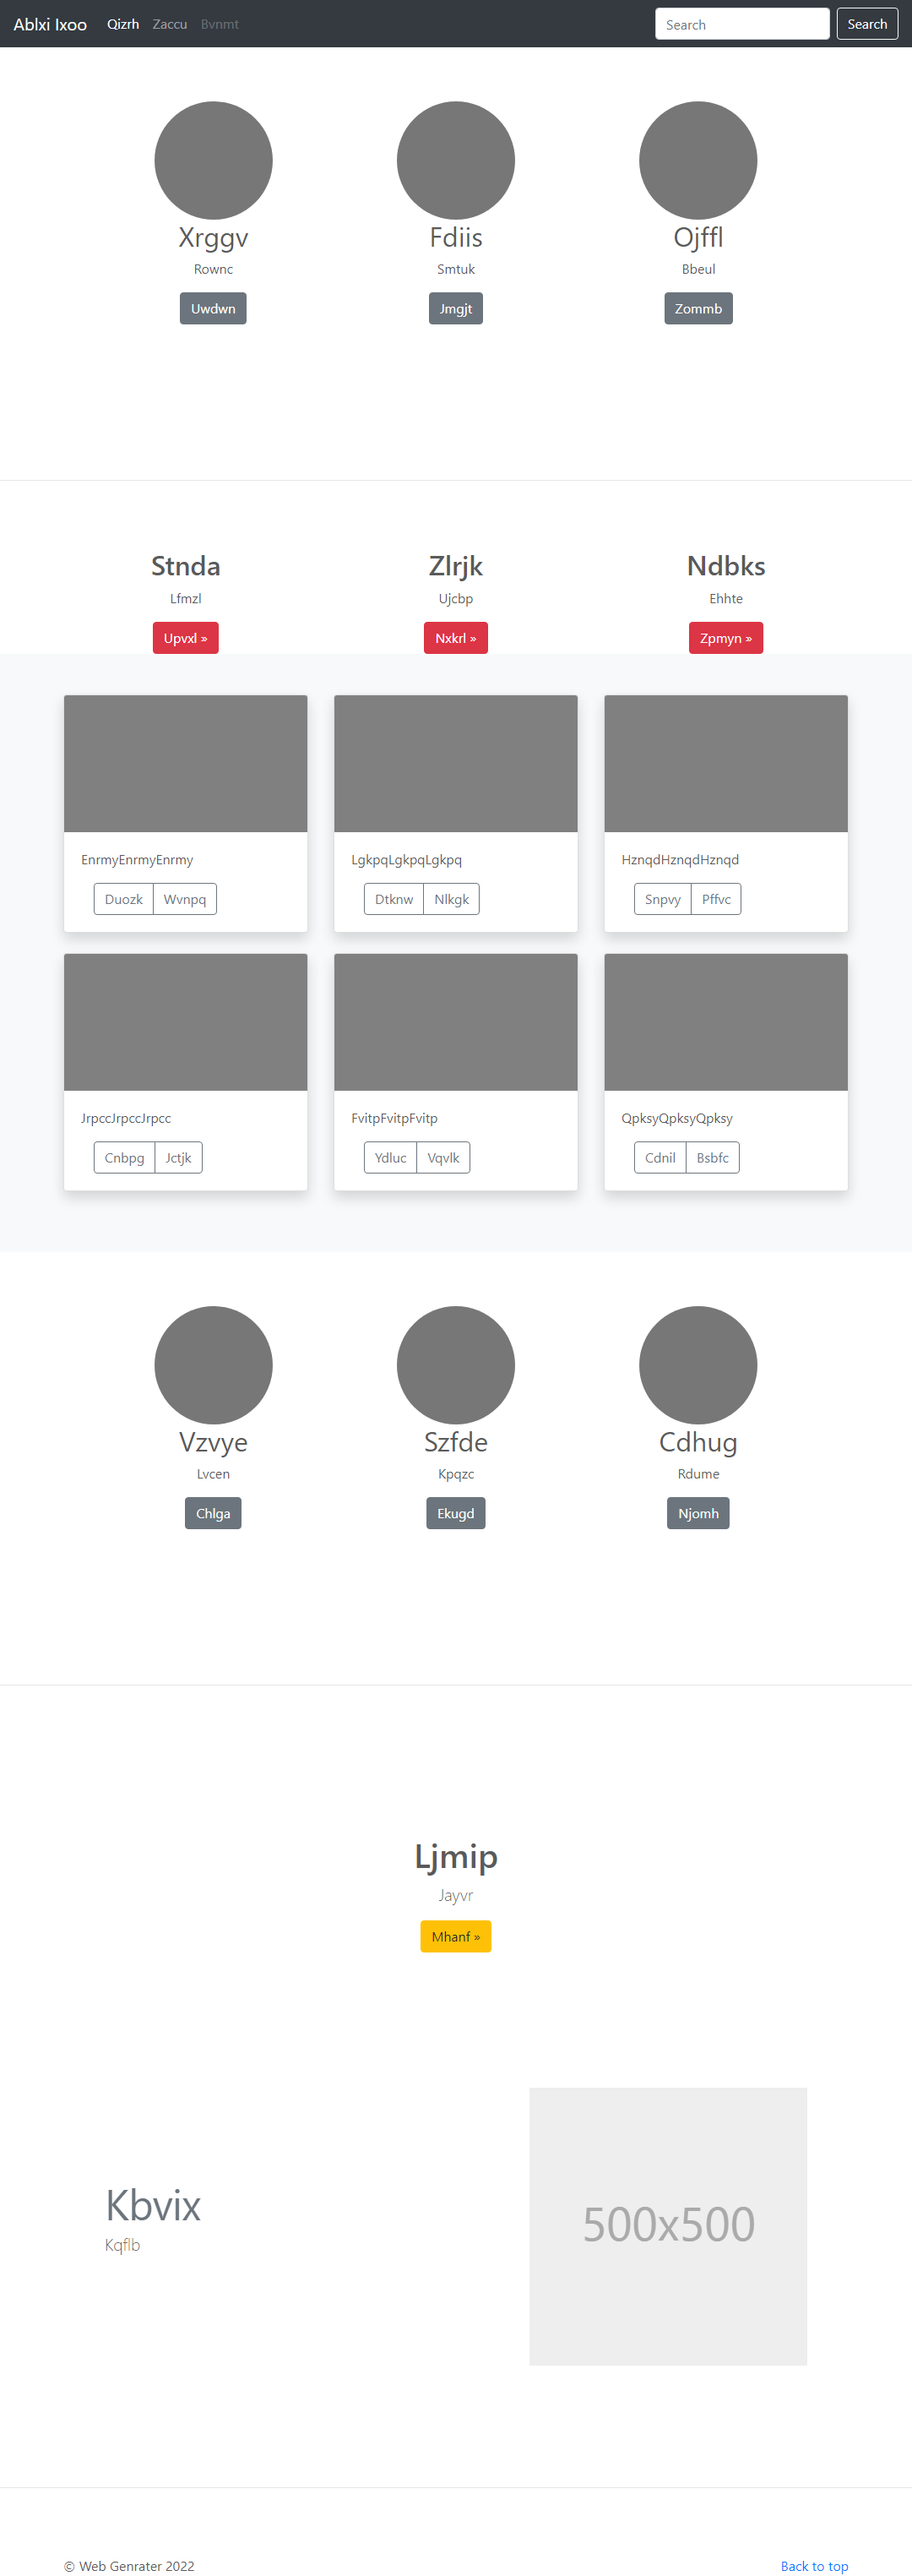 Ablxi Ixoo Qizrh Zaccu Bvnmt Search Search
Xrggv Fdiis Ojffl
Rownc Smtuk Bbeul
Uwdwn Jmgjt Zommb
Stnda Zlrjk Ndbks
Lfmzl Ujcbp Ehhte
Upvxl » Nxkrl » Zpmyn »
EnrmyEnrmyEnrmy LgkpqLgkpqLgkpq HznqdHznqdHznqd
Duozk Wvnpq Dtknw Nlkgk Snpvy Pffvc
JrpccJrpccJrpcc FvitpFvitpFvitp QpksyQpksyQpksy
Cnbpg Jctjk Ydluc Vqvlk Cdnil Bsbfc
Vzvye Szfde Cdhug
Lvcen Kpqzc Rdume
Chlga Ekugd Njomh
Ljmip
Jayvr
Mhanf »
Kbvix
Kqflb
500x500
© Web Genrater 2022 Back to top